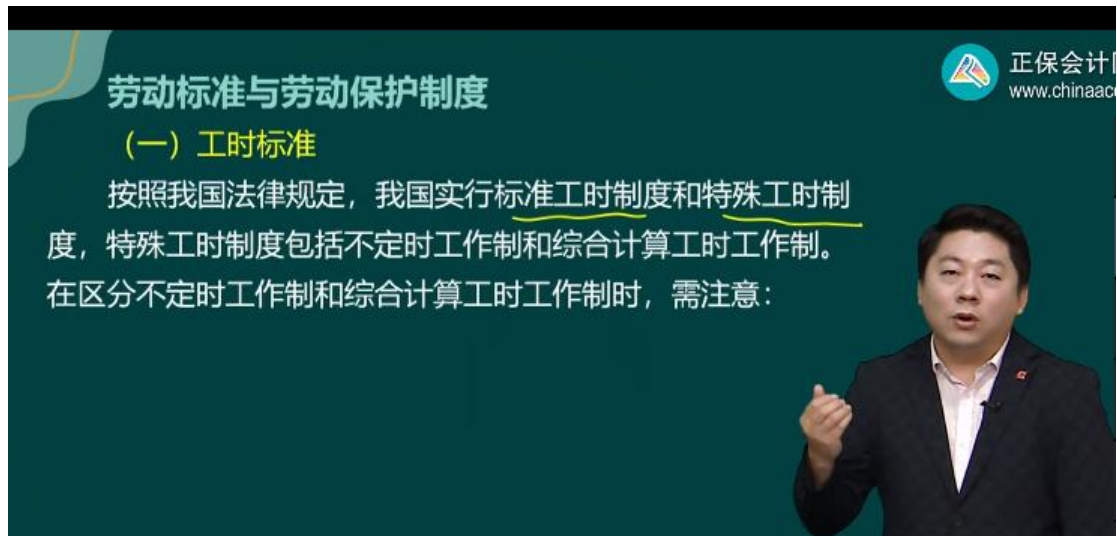 劳动标准与劳动保护制度
正保会计
www.chinaac
（一）工时标准
按照我国法律规定，我国实行标准工时制度和特殊工时制
度，特殊工时制度包括不定时工作制和综合计算工时工作制。
在区分不定时工作制和综合计算工时工作制时，需注意：